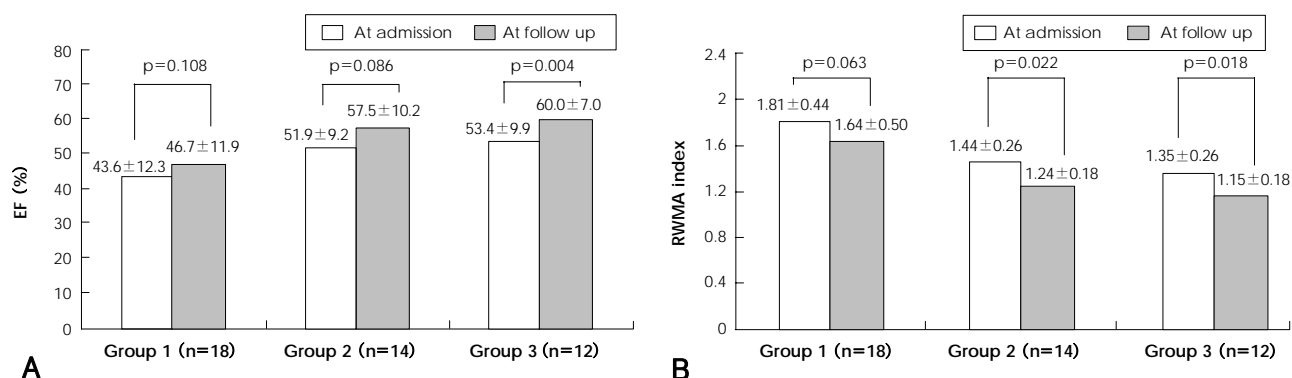 At admission At follow up
80
70
60
50
40
30
20
10
0
EF (%)
p=0.108
43.6±12.3
46.7±11.9
p=0.086
51.9±9.2
57.5±10.2
p=0.004
53.4±9.9
60.0±7.0
Group 1 (n=18) Group 2 (n=14) Group 3 (n=12)
A
At admission At follow up
2.4
2
1.6
1.2
0.8
0.4
0
RWMA index
p=0.063
1.81±0.44
1.64±0.50
p=0.022
1.44±0.26
1.24±0.18
p=0.018
1.35±0.26
1.15±0.18
Group 1 (n=18) Group 2 (n=14) Group 3 (n=12)
B